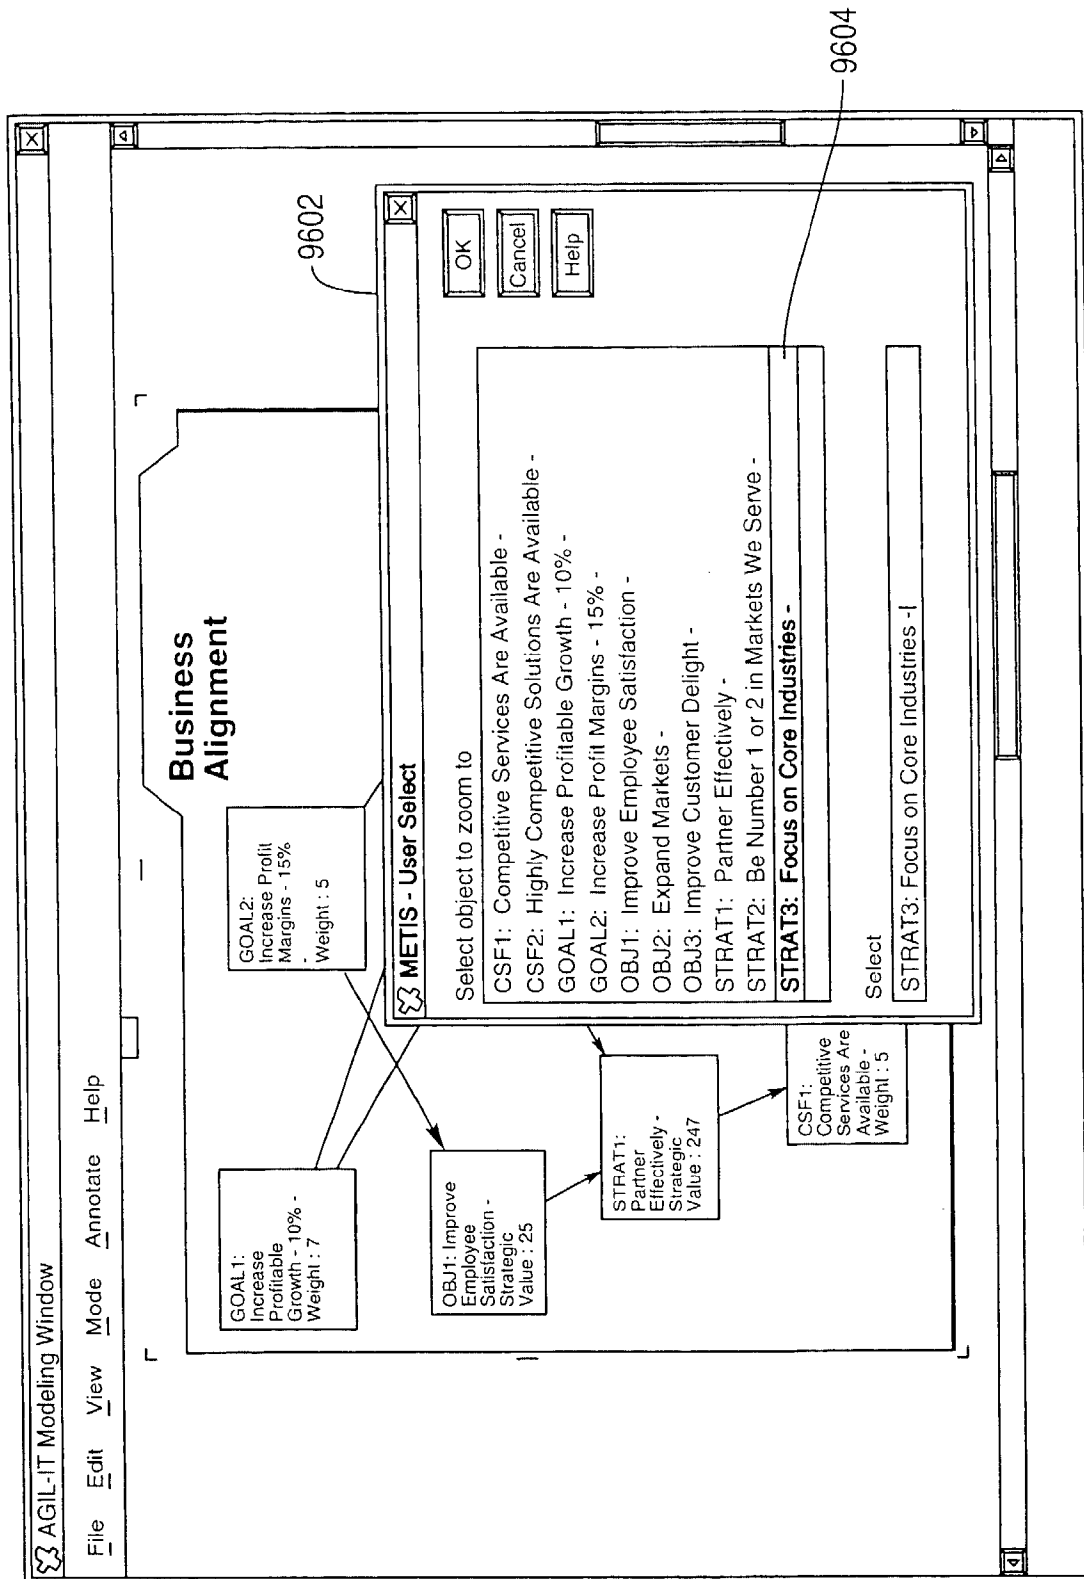 AGIL-IT Modeling Window
File Edit View Mode Annotate Help
Business
Alignment
GOAL1:
Increase
Profitable
Growth - 10% -
Weight : 7
GOAL2:
Increase Profit
Margins - 15%
-
Weight : 5
OBJ1: Improve
Employee
Satisfaction -
Strategic
Value : 25
STRAT1:
Partner
Effectively -
Strategic
Value : 247
CSF1:
Competitive
Services Are
Available -
Weight : 5
9602
METIS - User Select
Select object to zoom to
CSF1: Competitive Services Are Available -
CSF2: Highly Competitive Solutions Are Available -
GOAL1: Increase Profitable Growth - 10% -
GOAL2: Increase Profit Margins - 15% -
OBJ1: Improve Employee Satisfaction -
OBJ2: Expand Markets -
OBJ3: Improve Customer Delight -
STRAT1: Partner Effectively -
STRAT2: Be Number 1 or 2 in Markets We Serve -
STRAT3: Focus on Core Industries -
Select
STRAT3: Focus on Core Industries -
OK
Cancel
Help
9604